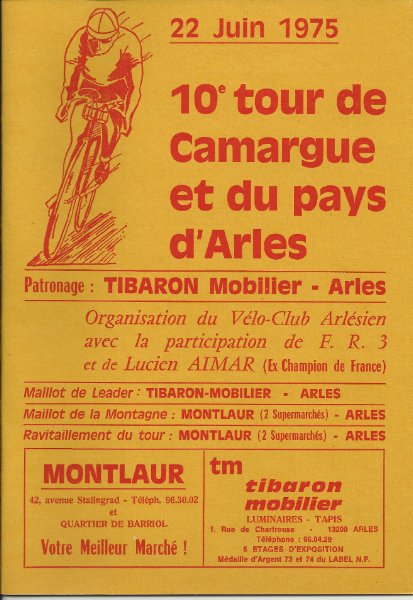 22 Juin 1975
10e tour de
Camargue
et du pays
d'Arles
Patronage : TIBARON Mobilier - Arles
Organisation du Vélo-Club Arlésien
avec la participation de F. R. 3
et de Lucien AIMAR (Ex Champion de France)
Maillot de Leader : TIBARON-MOBILIER - ARLES
Maillot de la Montagne : MONTLAUR (2 Supermarchés) - ARLES
Ravitaillement du tour : MONTLAUR (2 Supermarchés) - ARLES
MONTLAUR
42, avenue Stalingrad - Téléph. 96.30.02
et
QUARTIER DE BARRIOL
Votre Meilleur Marché !
tm
tibaron
mobilier
LUMINAIRES - TAPIS
1, Rue de Chartrouse - 13200 ARLES
Téléphone : 96.04.29
5 ETAGES D'EXPOSITION
Médaille d'Argent 73 et 74 du LABEL N.F.